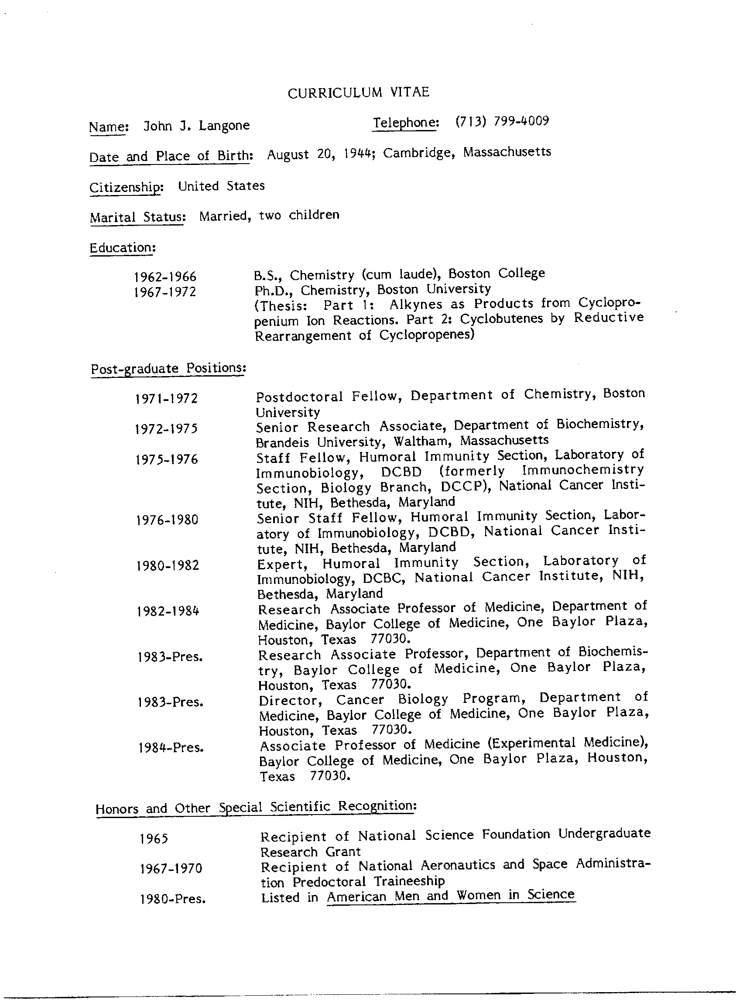 CURRICULUM VITAE
Name: John J. Langone Telephone: (713) 799-4009
Date and Place of Birth: August 20, 1944; Cambridge, Massachusetts
Citizenship: United States
Marital Status: Married, two children
Education:
1962-1966 B.S., Chemistry (cum laude), Boston College
1967-1972 Ph.D., Chemistry, Boston University
(Thesis: Part 1: Alkynes as Products from Cyclopro-
penium Ion Reactions. Part 2: Cyclobutenes by Reductive
Rearrangement of Cyclopropenes)
Post-graduate Positions:
1971-1972 Postdoctoral Fellow, Department of Chemistry, Boston
University
1972-1975 Senior Research Associate, Department of Biochemistry,
Brandeis University, Waltham, Massachusetts
1975-1976 Staff Fellow, Humoral Immunity Section, Laboratory of
Immunobiology, DCBD (formerly Immunochemistry
Section, Biology Branch, DCCP), National Cancer Insti-
tute, NIH, Bethesda, Maryland
1976-1980 Senior Staff Fellow, Humoral Immunity Section, Labor-
atory of Immunobiology, DCBD, National Cancer Insti-
tute, NIH, Bethesda, Maryland
1980-1982 Expert, Humoral Immunity Section, Laboratory of
Immunobiology, DCBC, National Cancer Institute, NIH,
Bethesda, Maryland
1982-1984 Research Associate Professor of Medicine, Department of
Medicine, Baylor College of Medicine, One Baylor Plaza,
Houston, Texas 77030.
1983-Pres. Research Associate Professor, Department of Biochemis-
try, Baylor College of Medicine, One Baylor Plaza,
Houston, Texas 77030.
1983-Pres. Director, Cancer Biology Program, Department of
Medicine, Baylor College of Medicine, One Baylor Plaza,
Houston, Texas 77030.
1984-Pres. Associate Professor of Medicine (Experimental Medicine),
Baylor College of Medicine, One Baylor Plaza, Houston,
Texas 77030.
Honors and Other Special Scientific Recognition:
1965 Recipient of National Science Foundation Undergraduate
Research Grant
1967-1970 Recipient of National Aeronautics and Space Administra-
tion Predoctoral Traineeship
1980-Pres. Listed in American Men and Women in Science